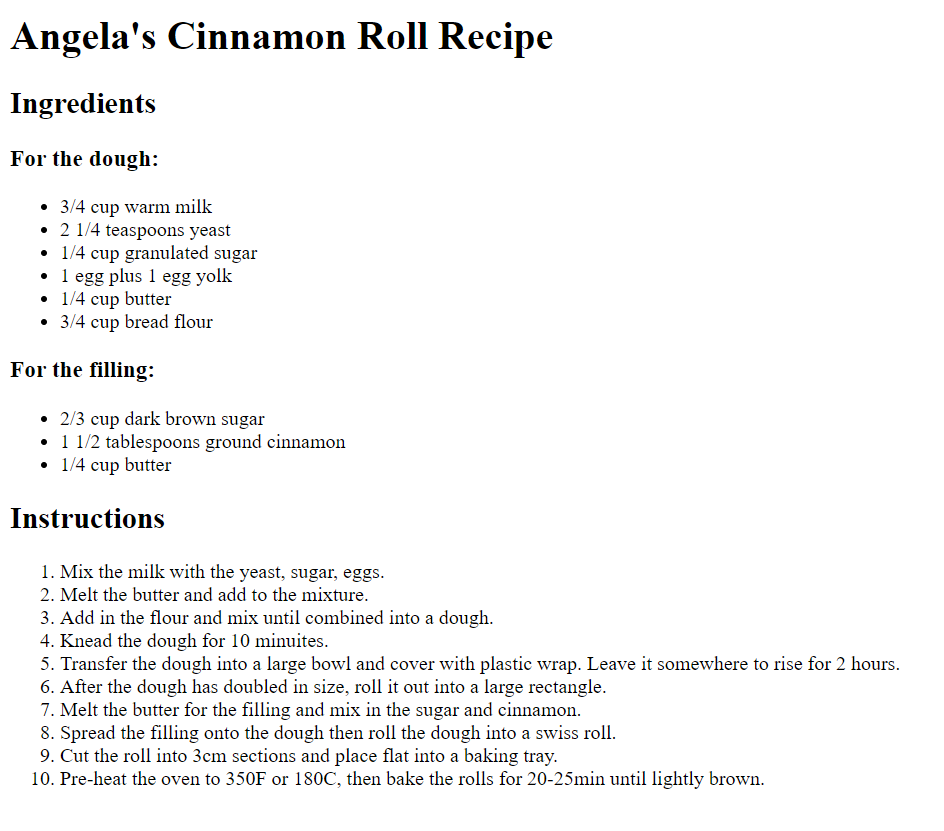 Angela's Cinnamon Roll Recipe
Ingredients
For the dough:
• 3/4 cup warm milk
• 2 1/4 teaspoons yeast
• 1/4 cup granulated sugar
• 1 egg plus 1 egg yolk
• 1/4 cup butter
• 3/4 cup bread flour
For the filling:
• 2/3 cup dark brown sugar
• 1 1/2 tablespoons ground cinnamon
• 1/4 cup butter
Instructions
1. Mix the milk with the yeast, sugar, eggs.
2. Melt the butter and add to the mixture.
3. Add in the flour and mix until combined into a dough.
4. Knead the dough for 10 minuites.
5. Transfer the dough into a large bowl and cover with plastic wrap. Leave it somewhere to rise for 2 hours.
6. After the dough has doubled in size, roll it out into a large rectangle.
7. Melt the butter for the filling and mix in the sugar and cinnamon.
8. Spread the filling onto the dough then roll the dough into a swiss roll.
9. Cut the roll into 3cm sections and place flat into a baking tray.
10. Pre-heat the oven to 350F or 180C, then bake the rolls for 20-25min until lightly brown.